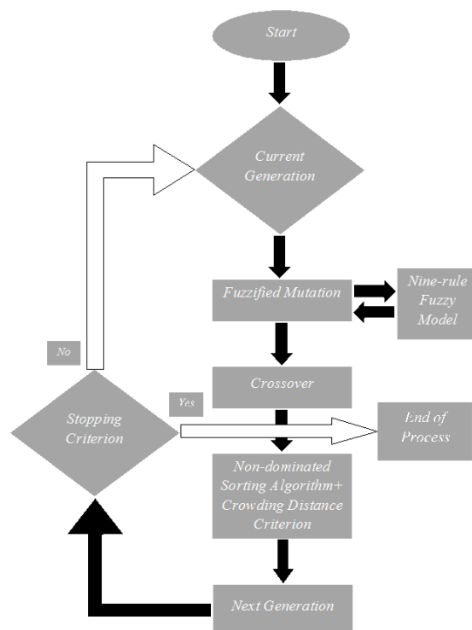 Start
Current
Generation
Fuzzified Mutation
Nine-rule
Fuzzy
Model
No
Crossover
Yes
Stopping
Criterion
End of
Process
Non-dominated
Sorting Algorithm+
Crowding Distance
Criterion
Next Generation